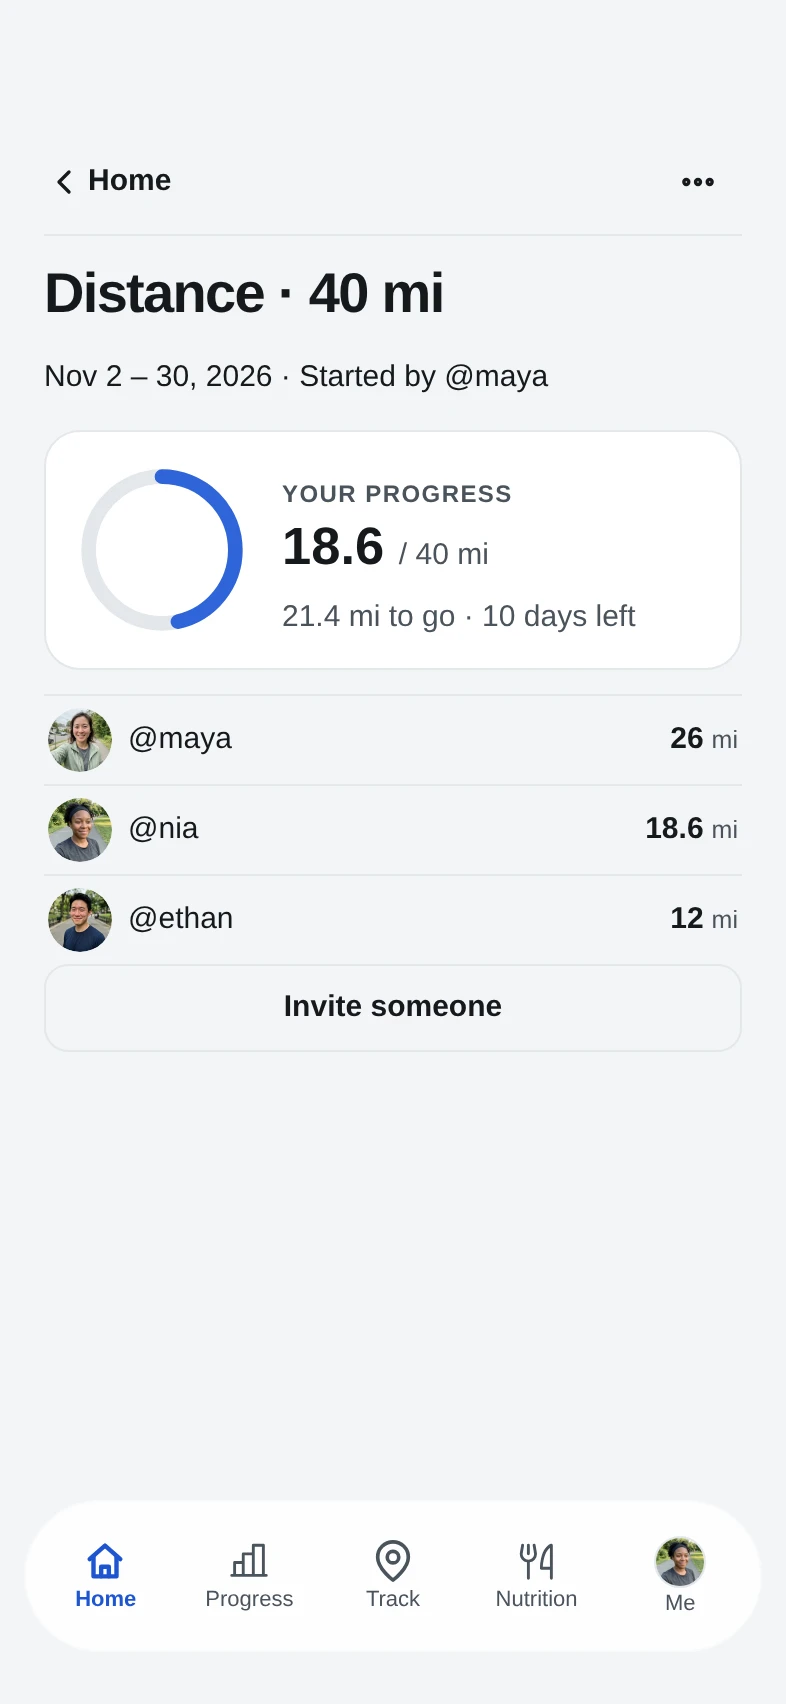 Home
Distance · 40 mi
Nov 2 – 30, 2026 · Started by @maya
YOUR PROGRESS
18.6 / 40 mi
21.4 mi to go · 10 days left
@maya 26 mi
@nia 18.6 mi
@ethan 12 mi
Invite someone
Home Progress Track Nutrition Me